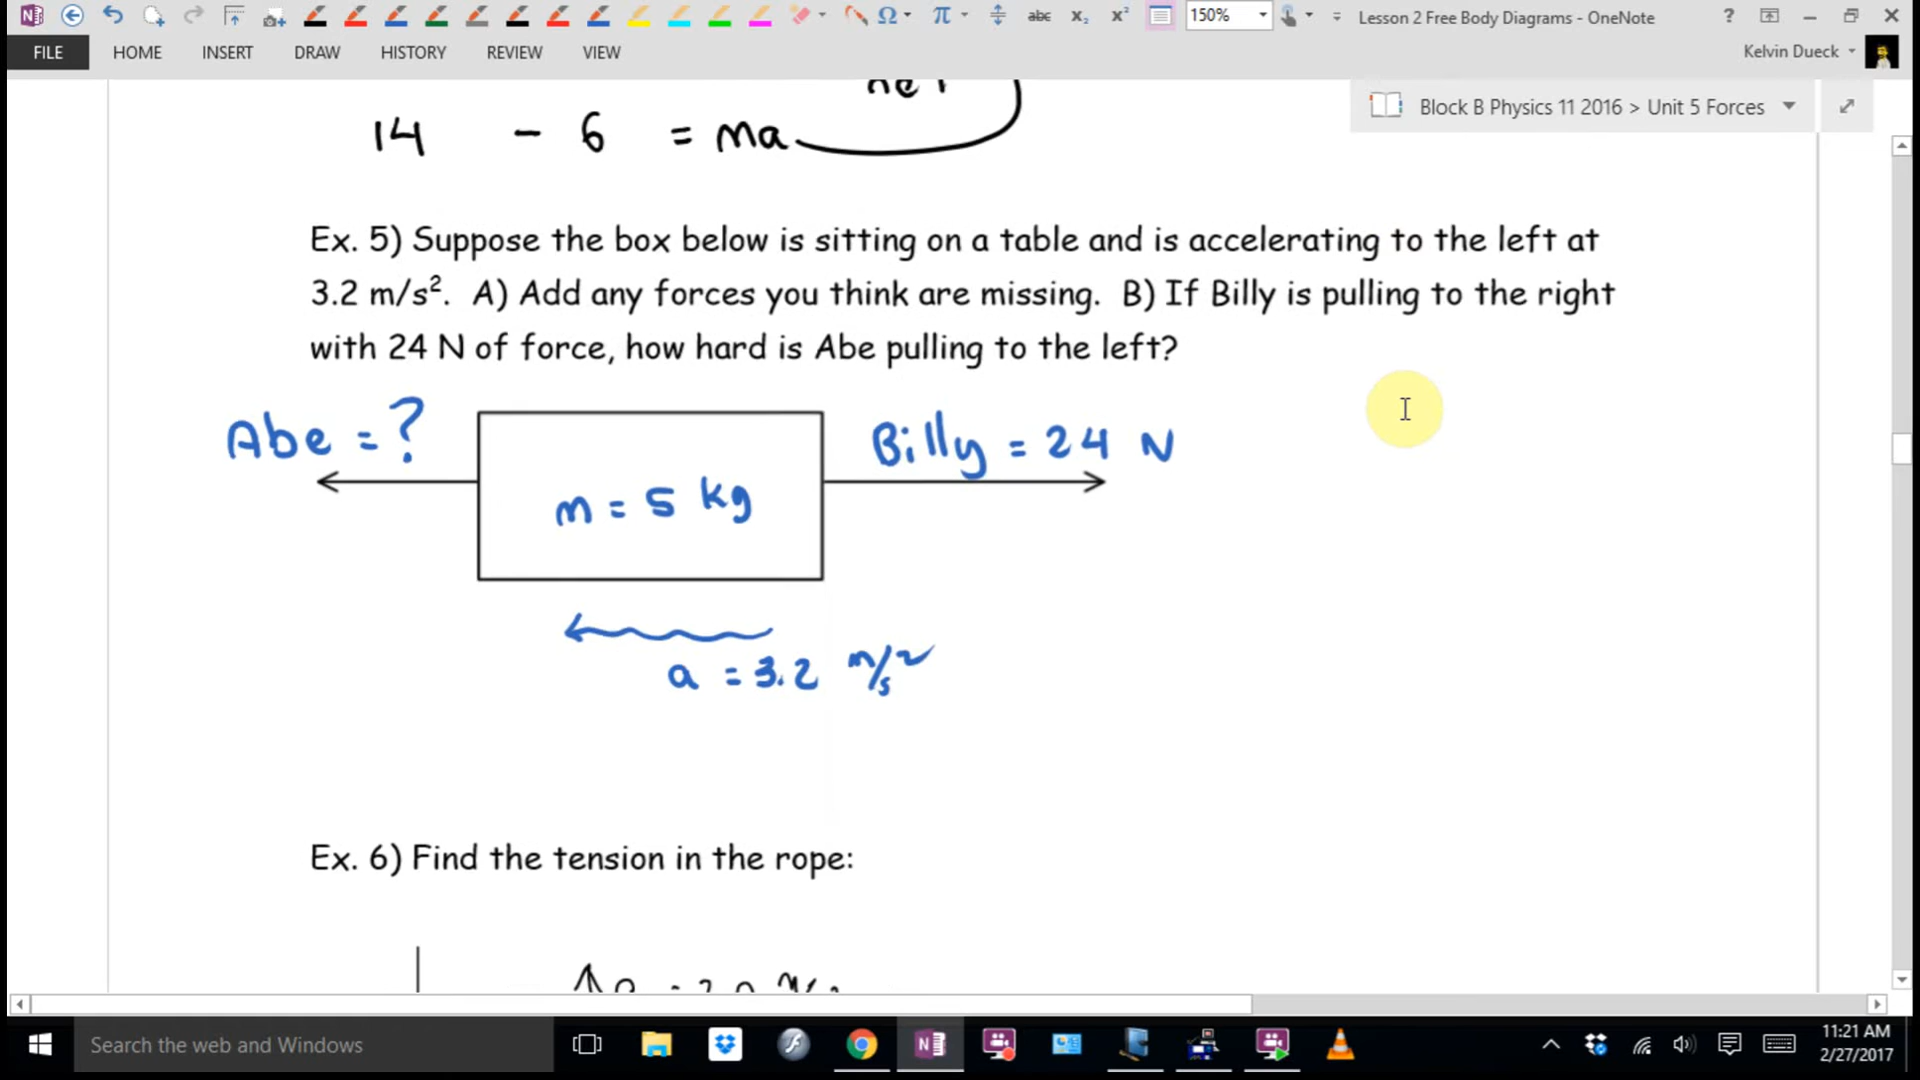 150%
Lesson 2 Free Body Diagrams - OneNote
FILE HOME INSERT DRAW HISTORY REVIEW VIEW
Kelvin Dueck
Block B Physics 11 2016 > Unit 5 Forces
14 - 6 = ma
Ex. 5) Suppose the box below is sitting on a table and is accelerating to the left at
3.2 m/s². A) Add any forces you think are missing. B) If Billy is pulling to the right
with 24 N of force, how hard is Abe pulling to the left?
Abe = ?
Billy = 24 N
m = 5 kg
a = 3.2 m/s²
Ex. 6) Find the tension in the rope:
Search the web and Windows
11:21 AM
2/27/2017